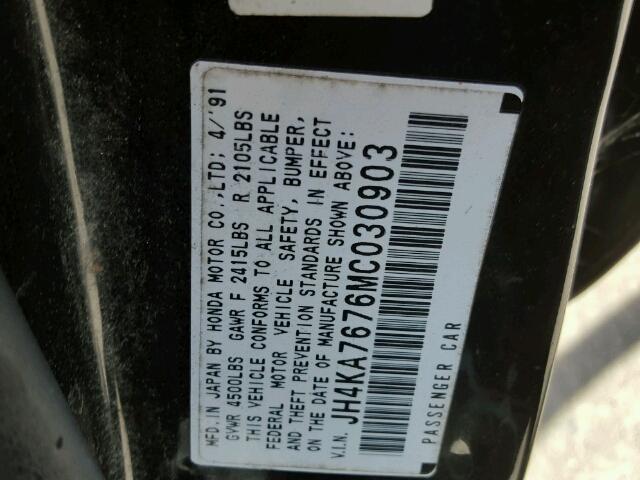 MFD. IN JAPAN BY HONDA MOTOR CO., LTD; 4/'91
GVWR 4500LBS GAWR F 2415LBS R 2105LBS
THIS VEHICLE CONFORMS TO ALL APPLICABLE
FEDERAL MOTOR VEHICLE SAFETY, BUMPER,
AND THEFT PREVENTION STANDARDS IN EFFECT
ON THE DATE OF MANUFACTURE SHOWN ABOVE:
V.I.N. JH4KA7676MC030903
PASSENGER CAR